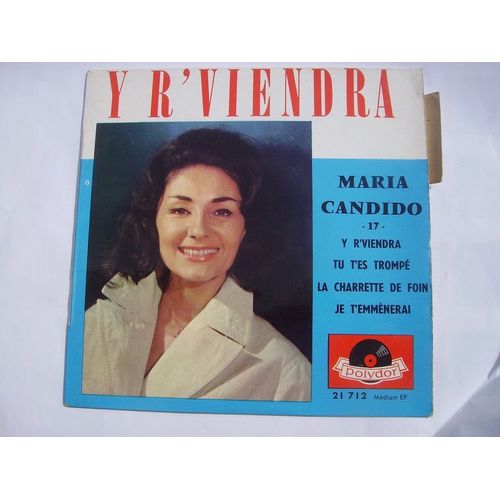 Y R'VIENDRA
MARIA
CANDIDO
- 17 -
Y R'VIENDRA
TU T'ES TROMPÉ
LA CHARRETTE DE FOIN
JE T'EMMÈNERAI
polydor
21 712 Médium EP